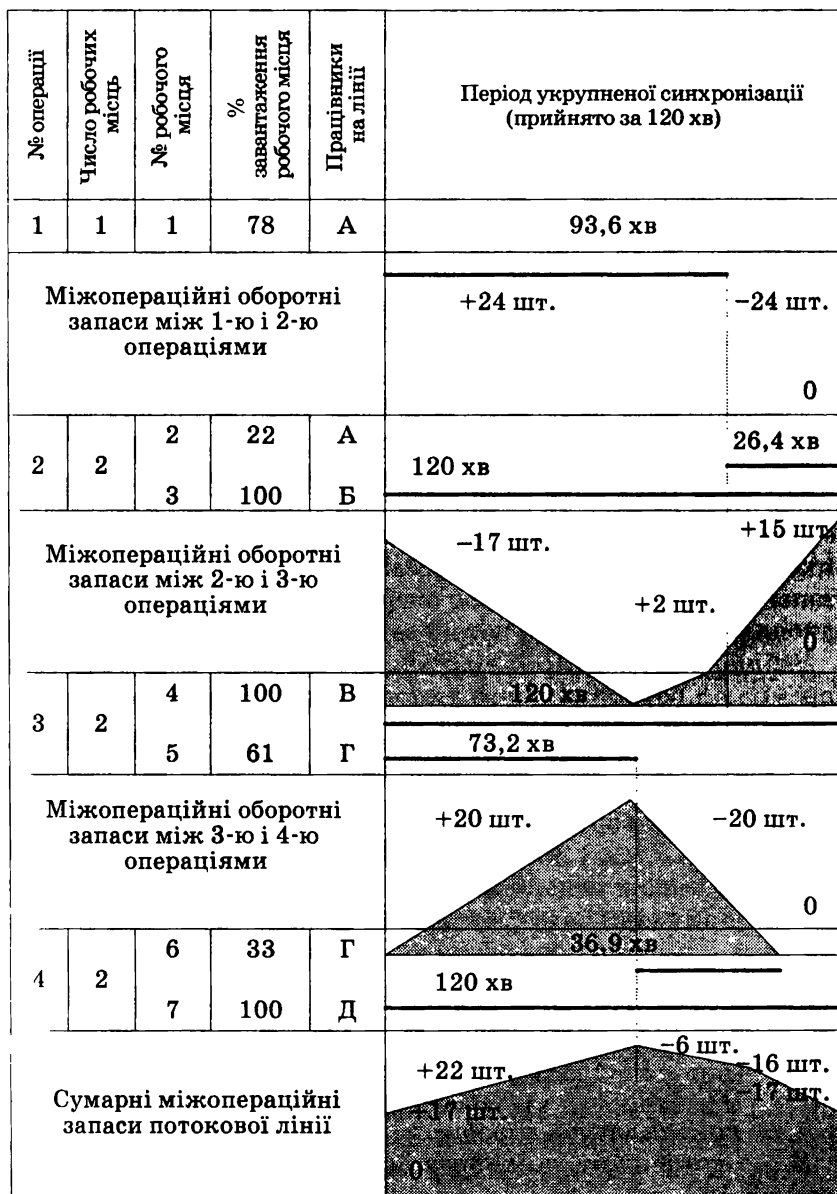 № операції
Число робочих
місць
№ робочого
місця
%
завантаження
робочого місця
Працівники
на лінії
Період укрупненої синхронізації
(прийнято за 120 хв)
1 1 1 78 А 93,6 хв
Міжопераційні оборотні
запаси між 1-ю і 2-ю
операціями
+24 шт.
−24 шт.
0
2 2
2 22 А
3 100 Б
26,4 хв
120 хв
Міжопераційні оборотні
запаси між 2-ю і 3-ю
операціями
−17 шт.
+15 шт.
+2 шт.
0
3 2
4 100 В
5 61 Г
120 хв
73,2 хв
Міжопераційні оборотні
запаси між 3-ю і 4-ю
операціями
+20 шт.
−20 шт.
0
4 2
6 33 Г
7 100 Д
36,9 хв
120 хв
Сумарні міжопераційні
запаси потокової лінії
+22 шт.
−6 шт.
−16 шт.
−17 шт.
+17 шт.
0